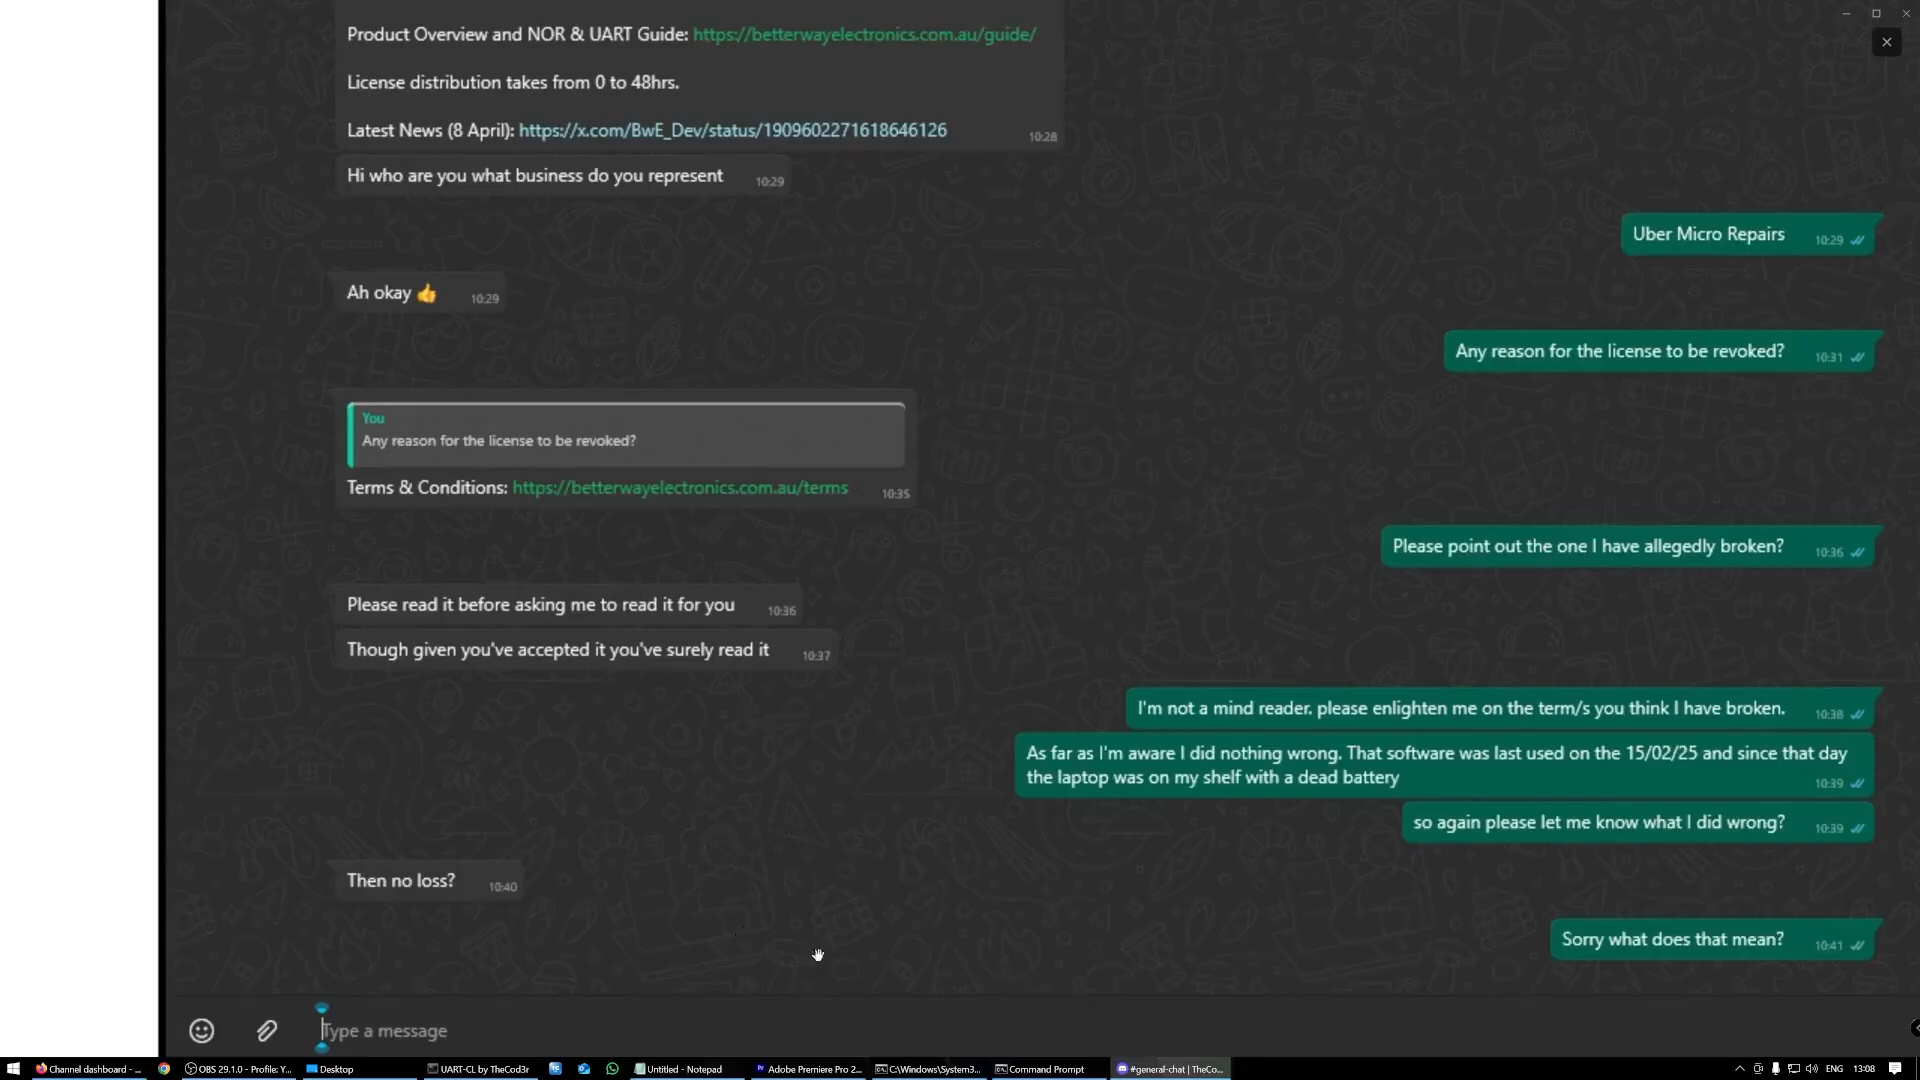 Product Overview and NOR & UART Guide: https://betterwayelectronics.com.au/guide/
License distribution takes from 0 to 48hrs.
Latest News (8 April): https://x.com/BwE_Dev/status/1909602271618646126
10:28
Hi who are you what business do you represent 10:29
Uber Micro Repairs 10:29
Ah okay 👍 10:29
Any reason for the license to be revoked? 10:31
You
Any reason for the license to be revoked?
Terms & Conditions: https://betterwayelectronics.com.au/terms 10:35
Please point out the one I have allegedly broken? 10:36
Please read it before asking me to read it for you 10:36
Though given you've accepted it you've surely read it 10:37
I'm not a mind reader. please enlighten me on the term/s you think I have broken. 10:38
As far as I'm aware I did nothing wrong. That software was last used on the 15/02/25 and since that day
the laptop was on my shelf with a dead battery 10:39
so again please let me know what I did wrong? 10:39
Then no loss? 10:40
Sorry what does that mean? 10:41
Type a message
Channel dashboard - ... OBS 29.1.0 - Profile: Y... Desktop UART-CL by TheCod3r Untitled - Notepad Adobe Premiere Pro 2... C:\Windows\System3... Command Prompt #general-chat | TheCo... ENG 13:08